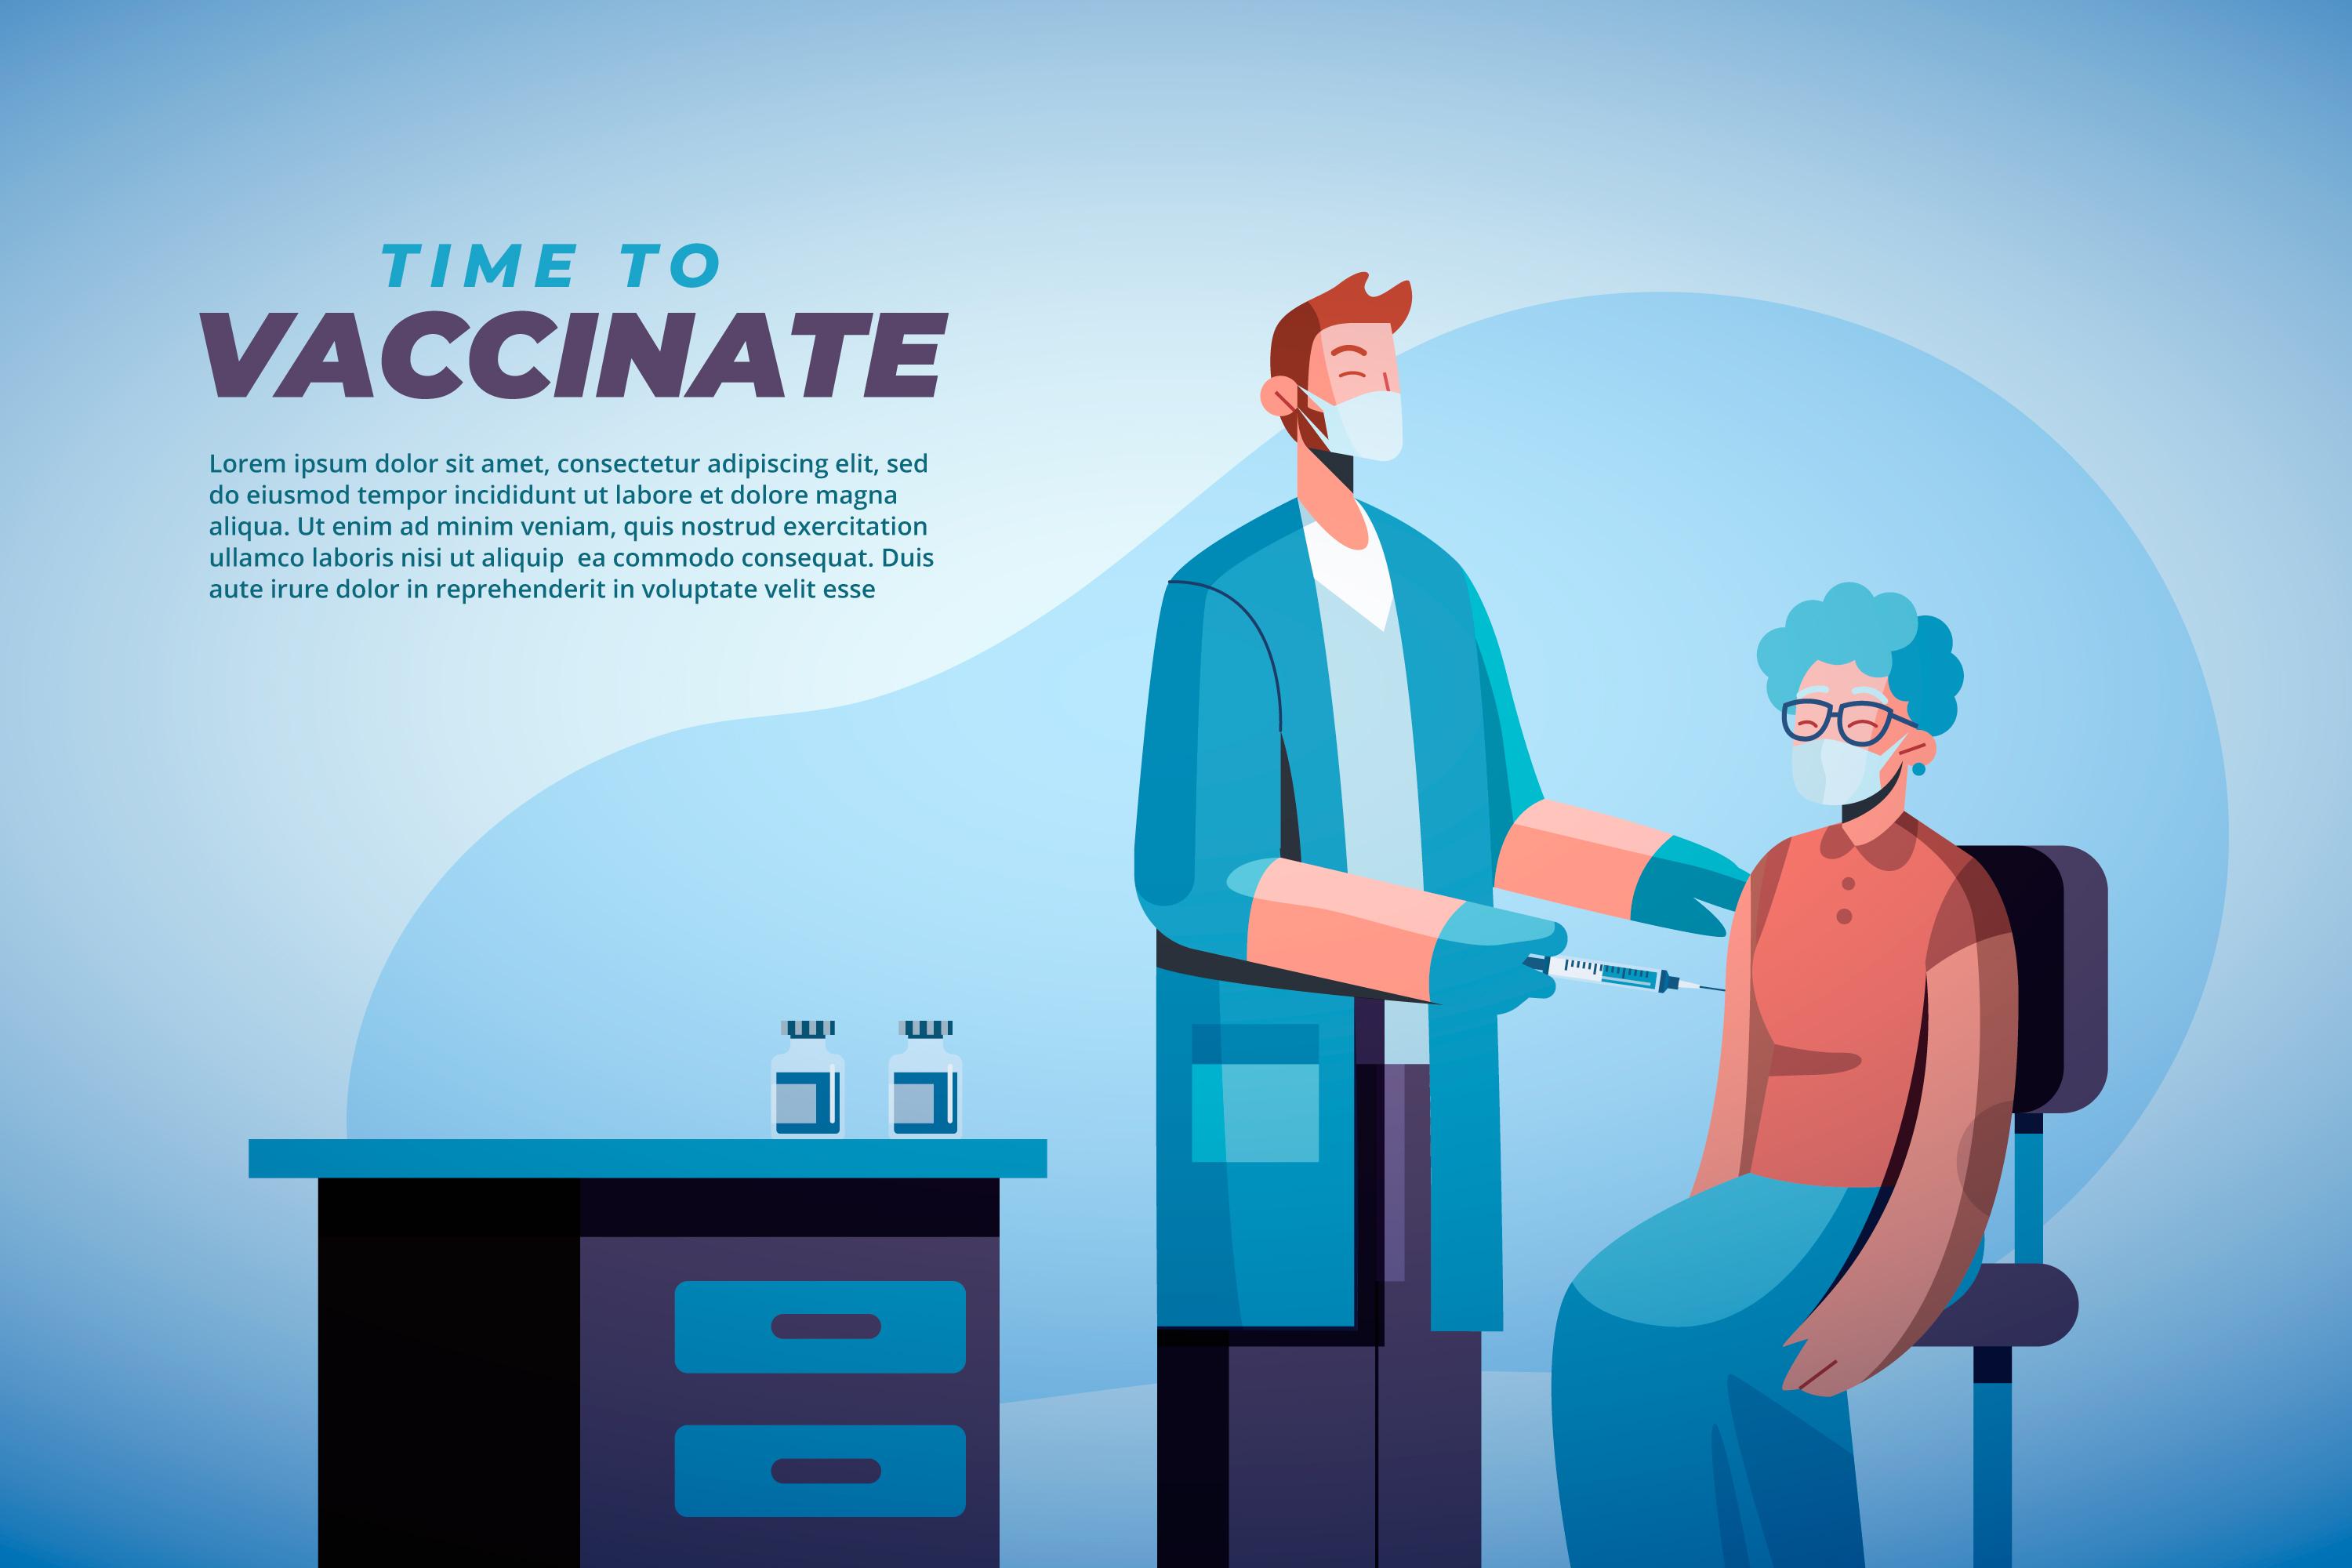 TIME TO
VACCINATE
Lorem ipsum dolor sit amet, consectetur adipiscing elit, sed
do eiusmod tempor incididunt ut labore et dolore magna
aliqua. Ut enim ad minim veniam, quis nostrud exercitation
ullamco laboris nisi ut aliquip  ea commodo consequat. Duis
aute irure dolor in reprehenderit in voluptate velit esse